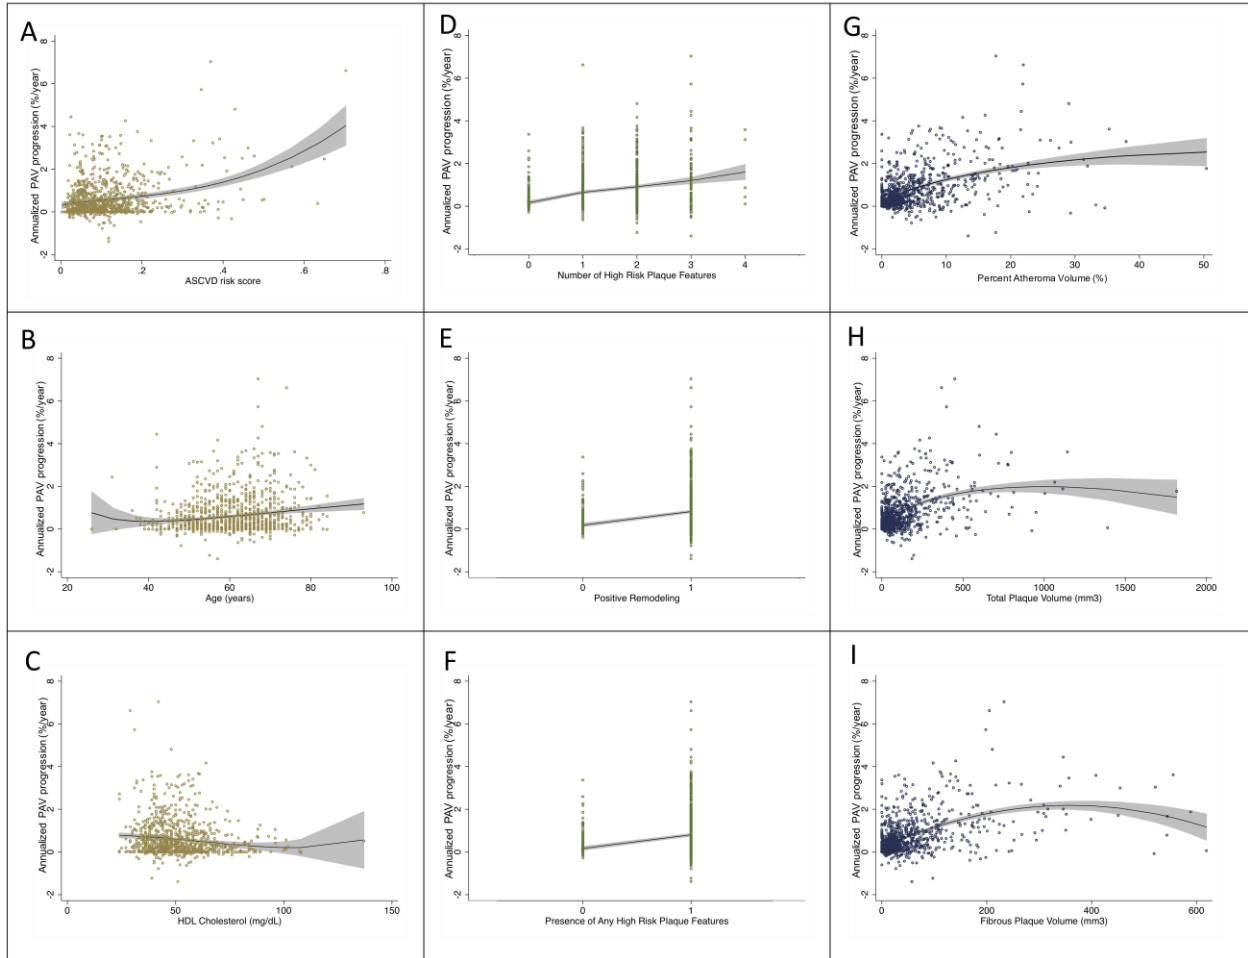 A
Annualized PAV progression (%/year)
8
6
4
2
0
-2
0 .2 .4 .6 .8
ASCVD risk score
D
Annualized PAV progression (%/year)
8
6
4
2
0
-2
0 1 2 3 4
Number of High Risk Plaque Features
G
Annualized PAV progression (%/year)
8
6
4
2
0
-2
0 10 20 30 40 50
Percent Atheroma Volume (%)
B
Annualized PAV progression (%/year)
8
6
4
2
0
-2
20 40 60 80 100
Age (years)
E
Annualized PAV progression (%/year)
8
6
4
2
0
-2
0 1
Positive Remodeling
H
Annualized PAV progression (%/year)
8
6
4
2
0
-2
0 500 1000 1500 2000
Total Plaque Volume (mm3)
C
Annualized PAV progression (%/year)
8
6
4
2
0
-2
0 50 100 150
HDL Cholesterol (mg/dL)
F
Annualized PAV progression (%/year)
8
6
4
2
0
-2
0 1
Presence of Any High Risk Plaque Features
I
Annualized PAV progression (%/year)
8
6
4
2
0
-2
0 200 400 600
Fibrous Plaque Volume (mm3)